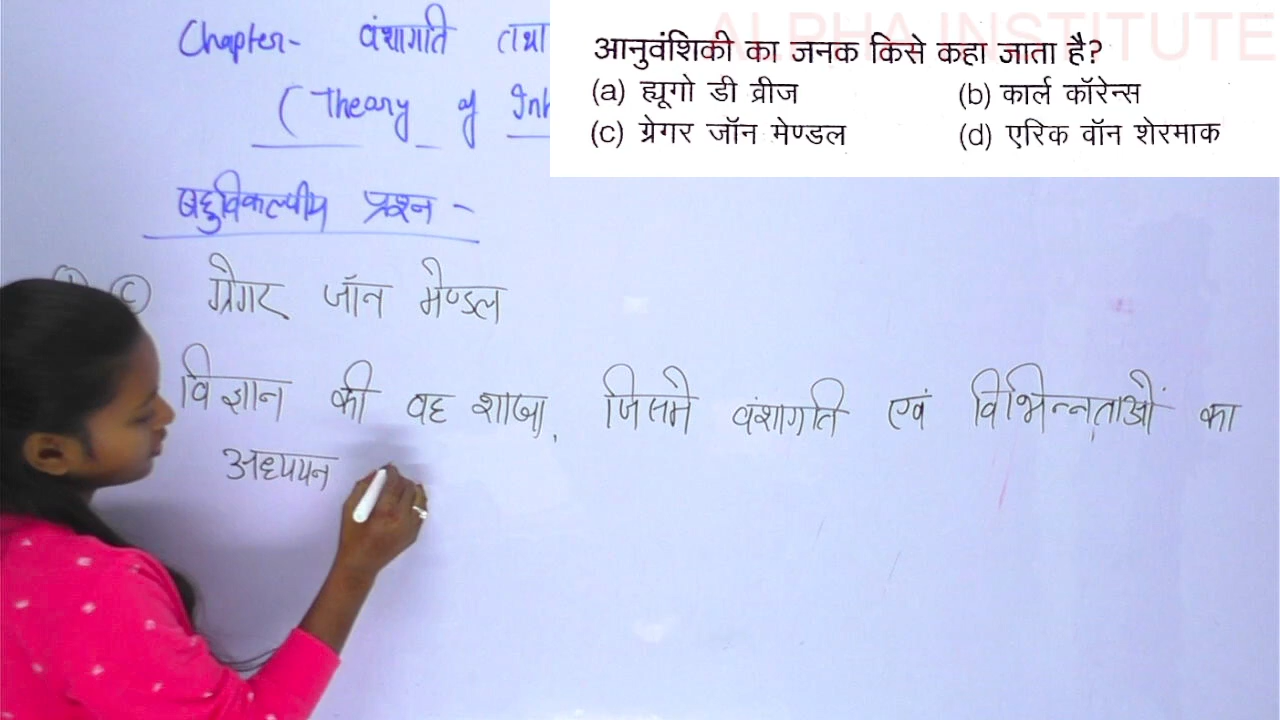 ALPHA INSTITUTE
Chapter- वंशागति तथा
(Theory of Inh
आनुवंशिकी का जनक किसे कहा जाता है?
(a) ह्यूगो डी व्रीज (b) कार्ल कॉरेन्स
(c) ग्रेगर जॉन मेण्डल (d) एरिक वॉन शेरमाक
बहुविकल्पीय प्रश्न -
(c) ग्रेगर जॉन मेण्डल
विज्ञान की वह शाखा, जिसमे वंशागति एवं विभिन्नताओं का
अध्ययन